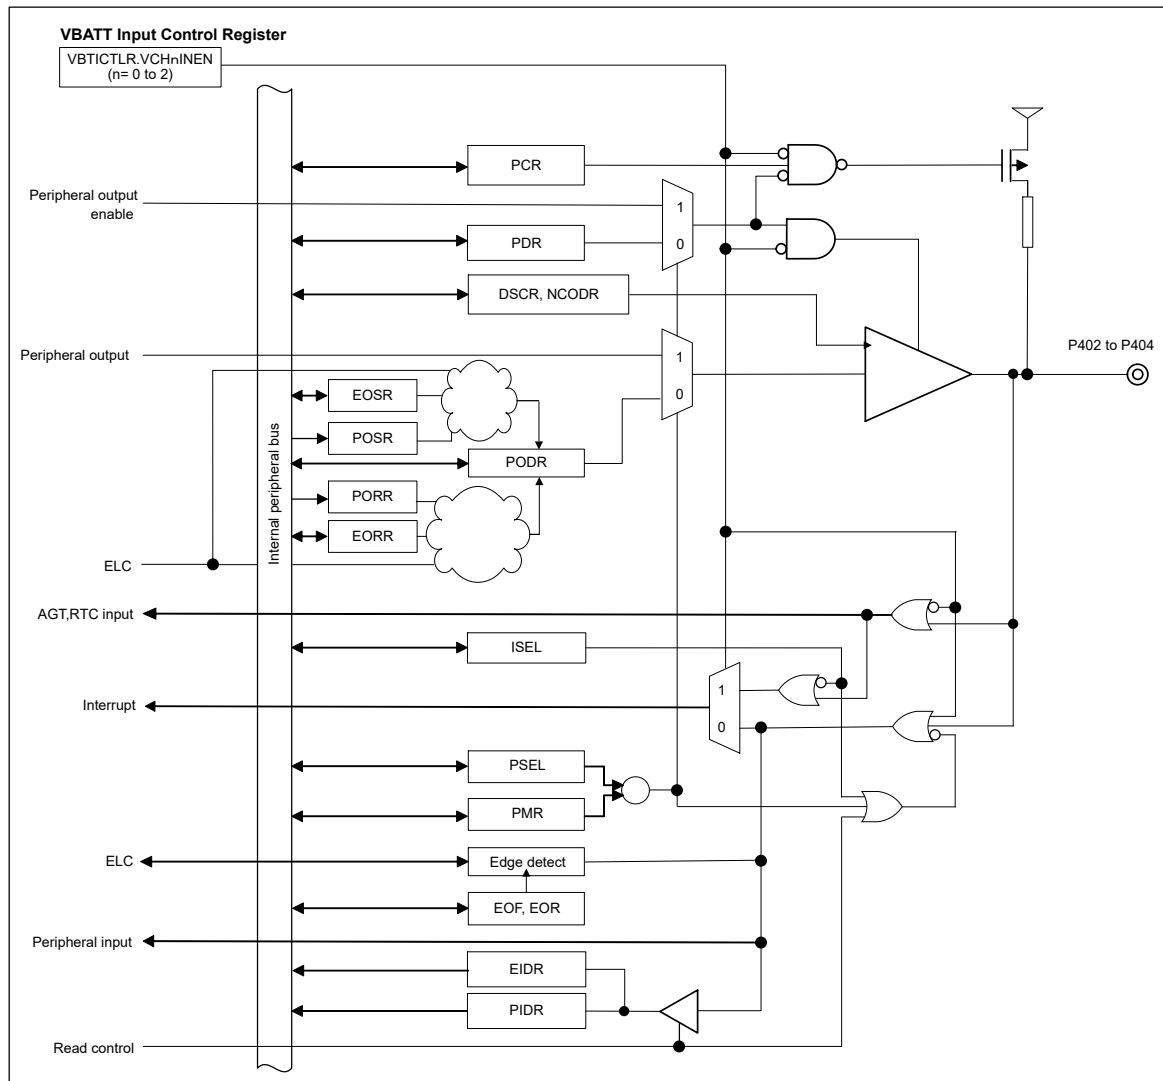 VBATT Input Control Register
VBTICTLR.VCHnINEN
(n= 0 to 2)
PCR
Peripheral output
enable
1
0
PDR
DSCR, NCODR
Peripheral output
1
0
P402 to P404
EOSR
POSR
PODR
PORR
EORR
Internal peripheral bus
ELC
AGT,RTC input
ISEL
Interrupt
1
0
PSEL
PMR
ELC
Edge detect
EOF, EOR
Peripheral input
EIDR
PIDR
Read control